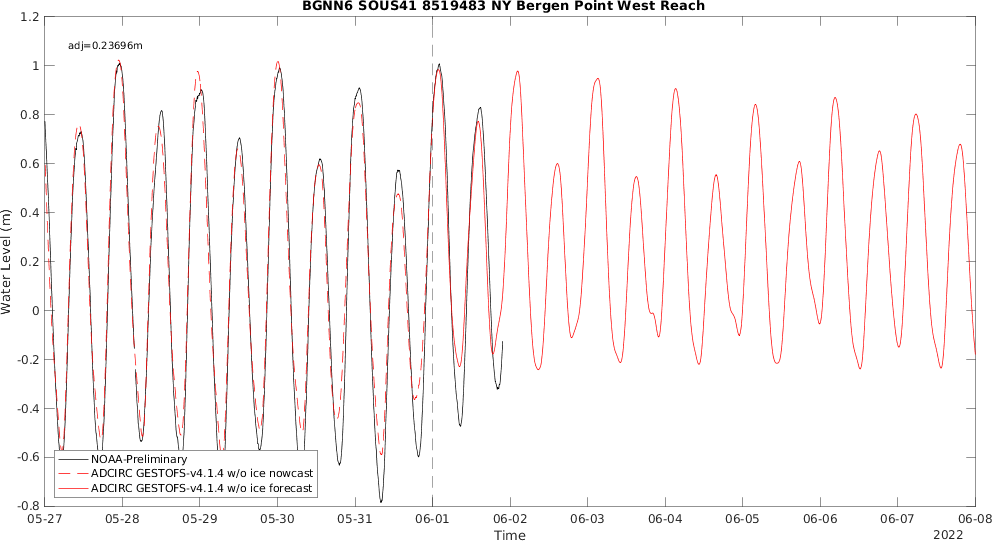 BGNN6 SOUS41 8519483 NY Bergen Point West Reach
adj=0.23696m
1.2
1
0.8
0.6
0.4
0.2
0
-0.2
-0.4
-0.6
-0.8
Water Level (m)
NOAA-Preliminary
ADCIRC GESTOFS-v4.1.4 w/o ice nowcast
ADCIRC GESTOFS-v4.1.4 w/o ice forecast
05-27 05-28 05-29 05-30 05-31 06-01 06-02 06-03 06-04 06-05 06-06 06-07 06-08
Time
2022